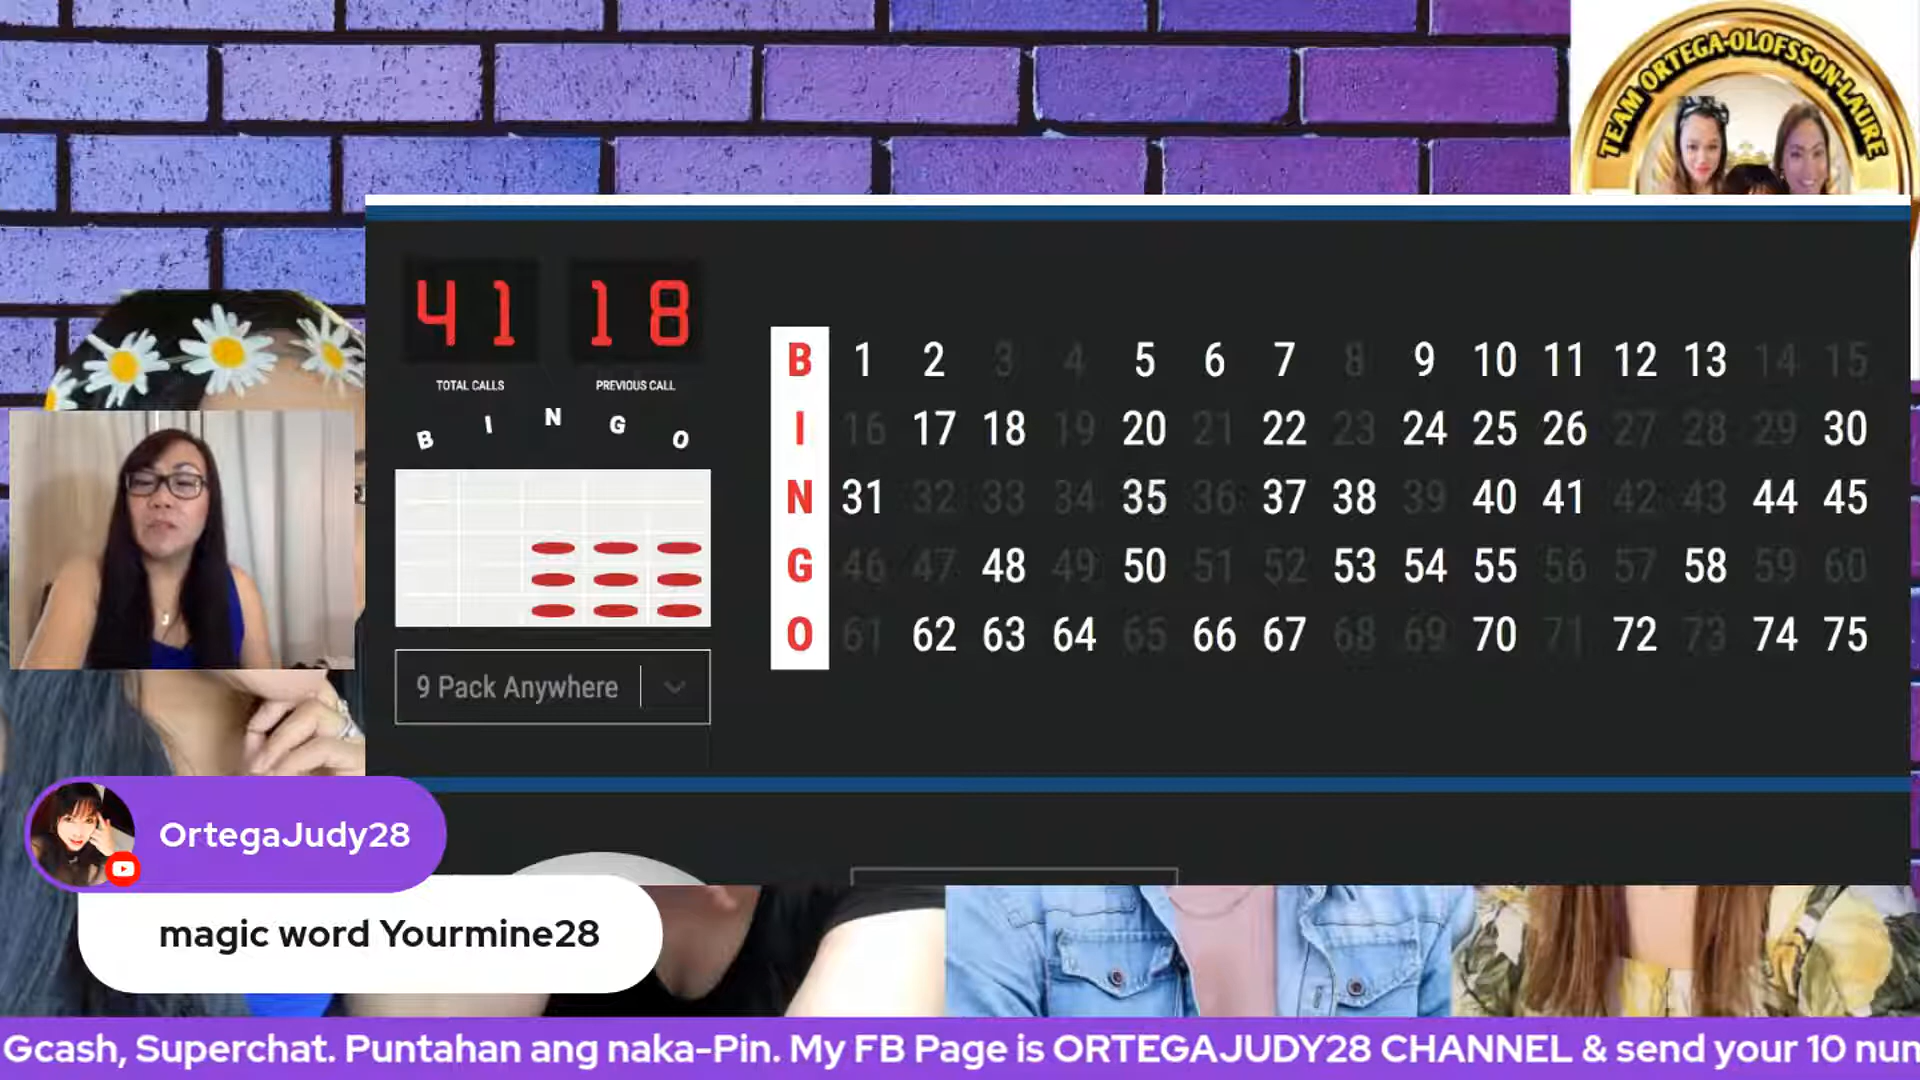 TEAM ORTEGA-OLOFSSON-LAURE
41 18
TOTAL CALLS PREVIOUS CALL
B I N G O
B 1 2 3 4 5 6 7 8 9 10 11 12 13 14 15
I 16 17 18 19 20 21 22 23 24 25 26 27 28 29 30
N 31 32 33 34 35 36 37 38 39 40 41 42 43 44 45
G 46 47 48 49 50 51 52 53 54 55 56 57 58 59 60
O 61 62 63 64 65 66 67 68 69 70 71 72 73 74 75
9 Pack Anywhere
OrtegaJudy28
magic word Yourmine28
Gcash, Superchat. Puntahan ang naka-Pin. My FB Page is ORTEGAJUDY28 CHANNEL & send your 10 num